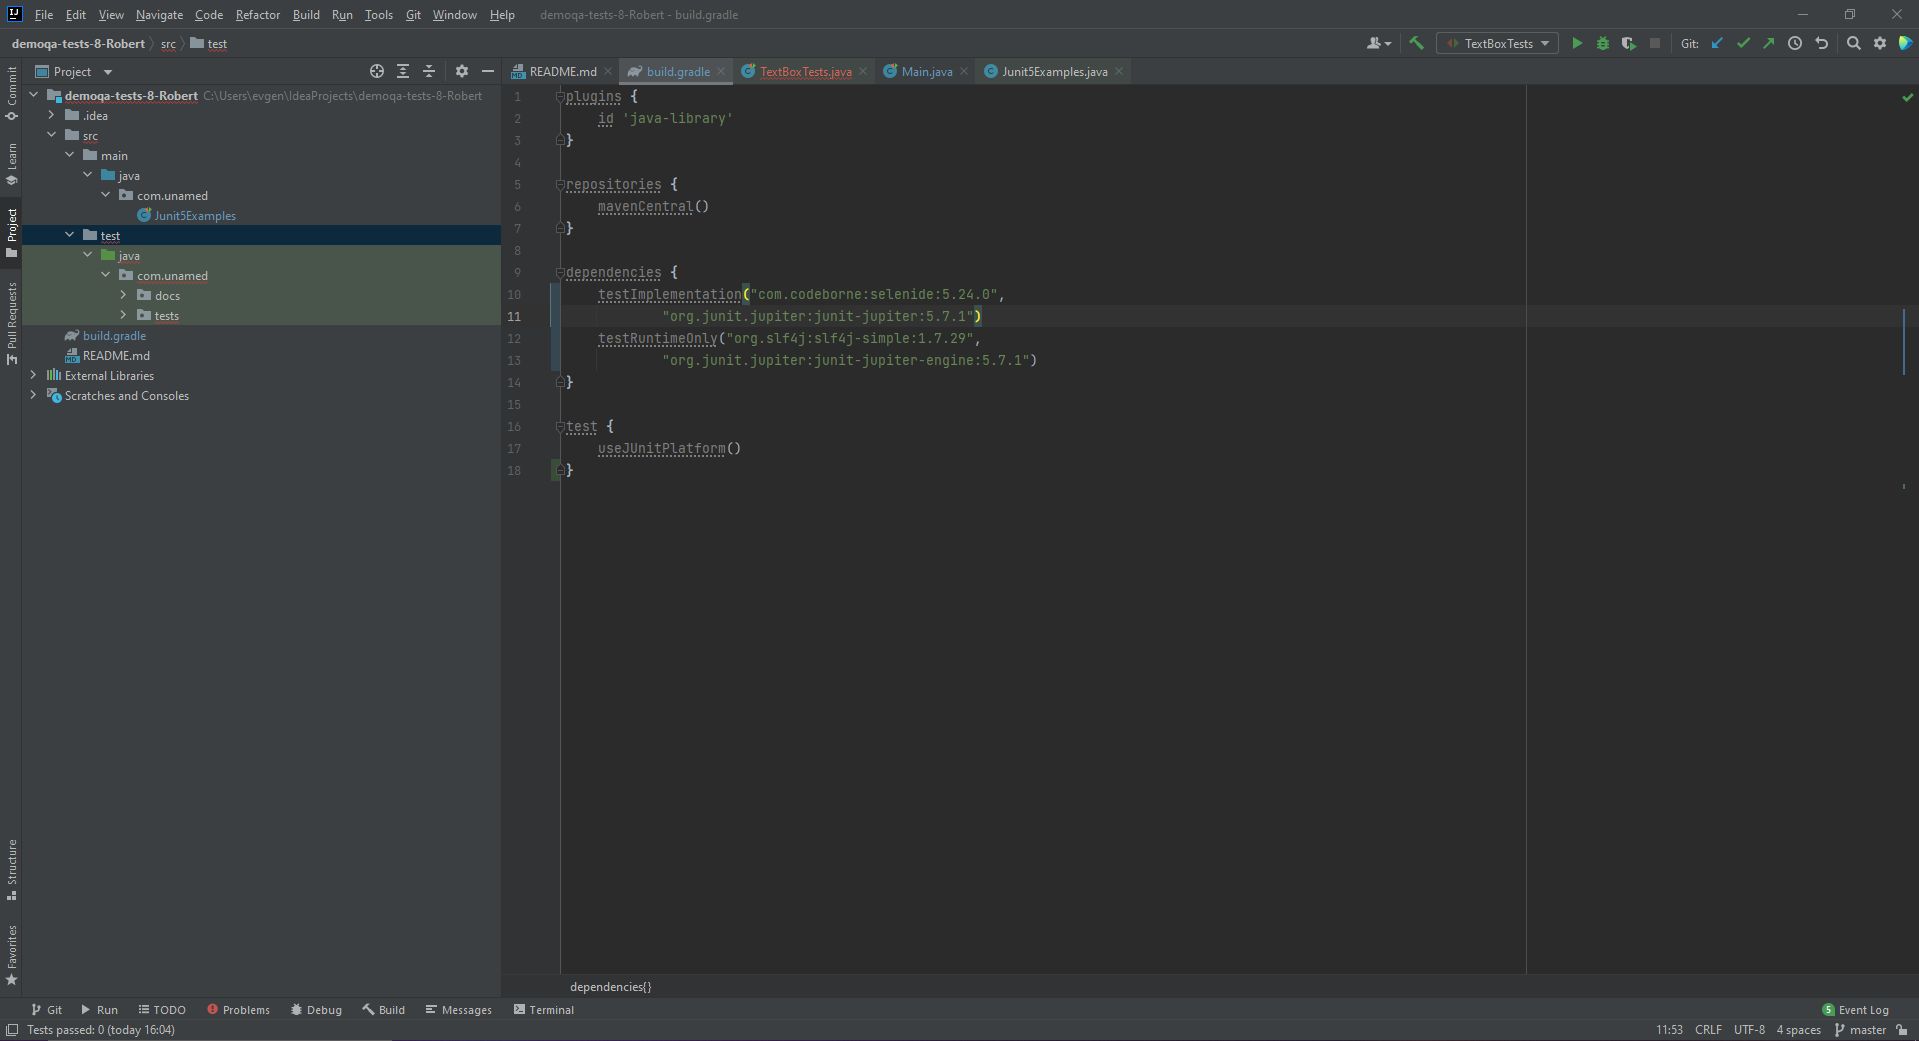 File Edit View Navigate Code Refactor Build Run Tools Git Window Help demoqa-tests-8-Robert - build.gradle
demoqa-tests-8-Robert src test
TextBoxTests Git:
Project
README.md build.gradle TextBoxTests.java Main.java Junit5Examples.java
Commit
Learn
Project
Pull Requests
Structure
Favorites
demoqa-tests-8-Robert C:\Users\evgen\IdeaProjects\demoqa-tests-8-Robert
.idea
src
main
java
com.unamed
Junit5Examples
test
java
com.unamed
docs
tests
build.gradle
README.md
External Libraries
Scratches and Consoles
1 plugins {
2 id 'java-library'
3 }
4
5 repositories {
6 mavenCentral()
7 }
8
9 dependencies {
10 testImplementation("com.codeborne:selenide:5.24.0",
11 "org.junit.jupiter:junit-jupiter:5.7.1")
12 testRuntimeOnly("org.slf4j:slf4j-simple:1.7.29",
13 "org.junit.jupiter:junit-jupiter-engine:5.7.1")
14 }
15
16 test {
17 useJUnitPlatform()
18 }
dependencies{}
Git Run TODO Problems Debug Build Messages Terminal 5 Event Log
Tests passed: 0 (today 16:04) 11:53 CRLF UTF-8 4 spaces master